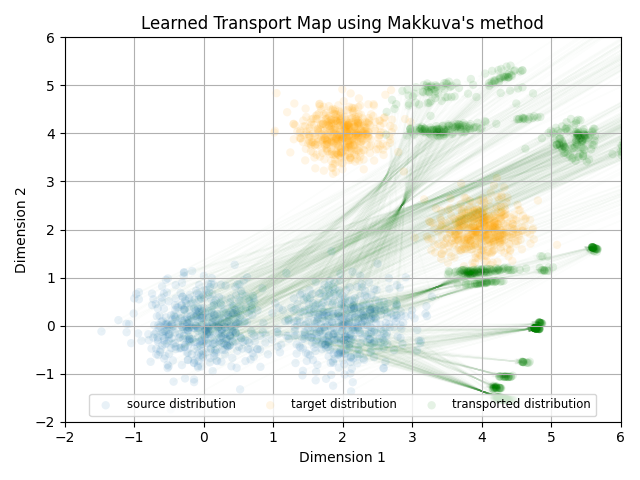 Learned Transport Map using Makkuva's method
6
5
4
3
2
1
0
−1
−2
Dimension 2
source distribution target distribution transported distribution
−2 −1 0 1 2 3 4 5 6
Dimension 1